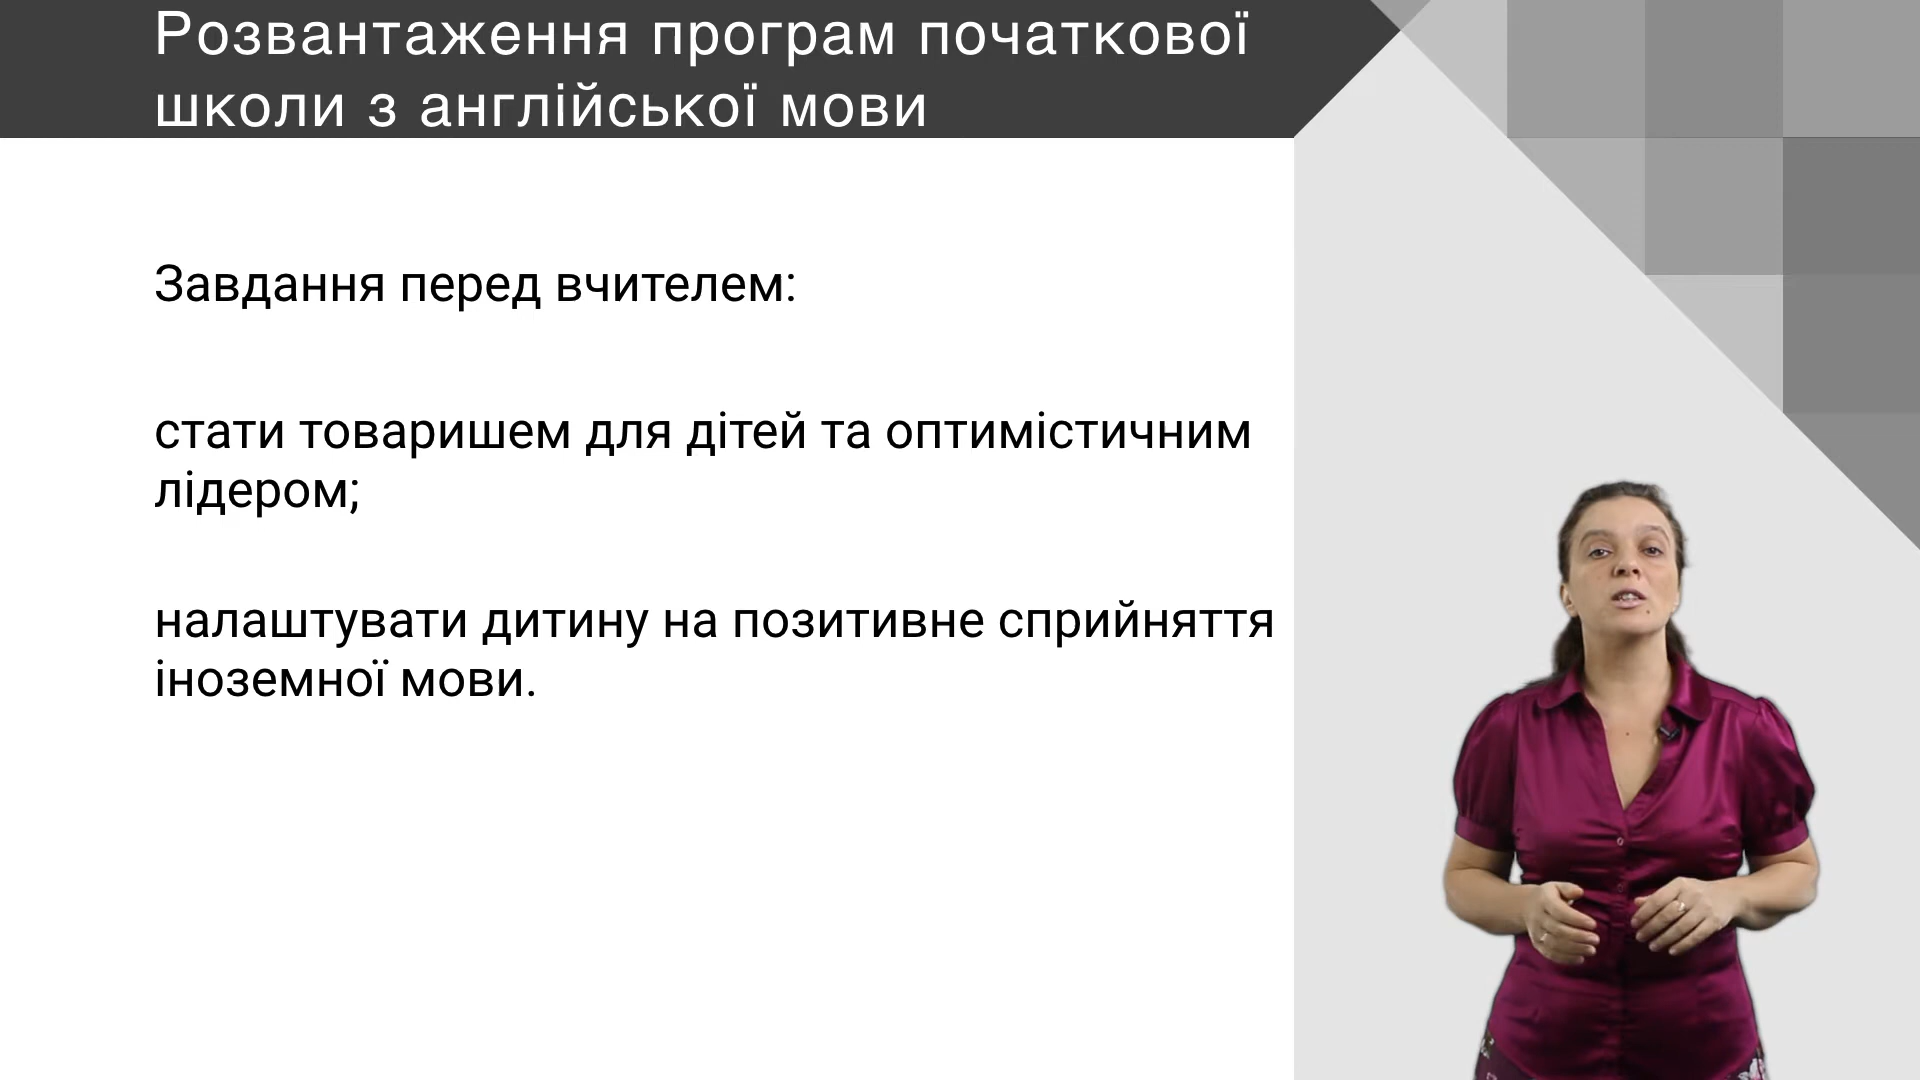 Розвантаження програм початкової
школи з англійської мови
Завдання перед вчителем:
стати товаришем для дітей та оптимістичним
лідером;
налаштувати дитину на позитивне сприйняття
іноземної мови.